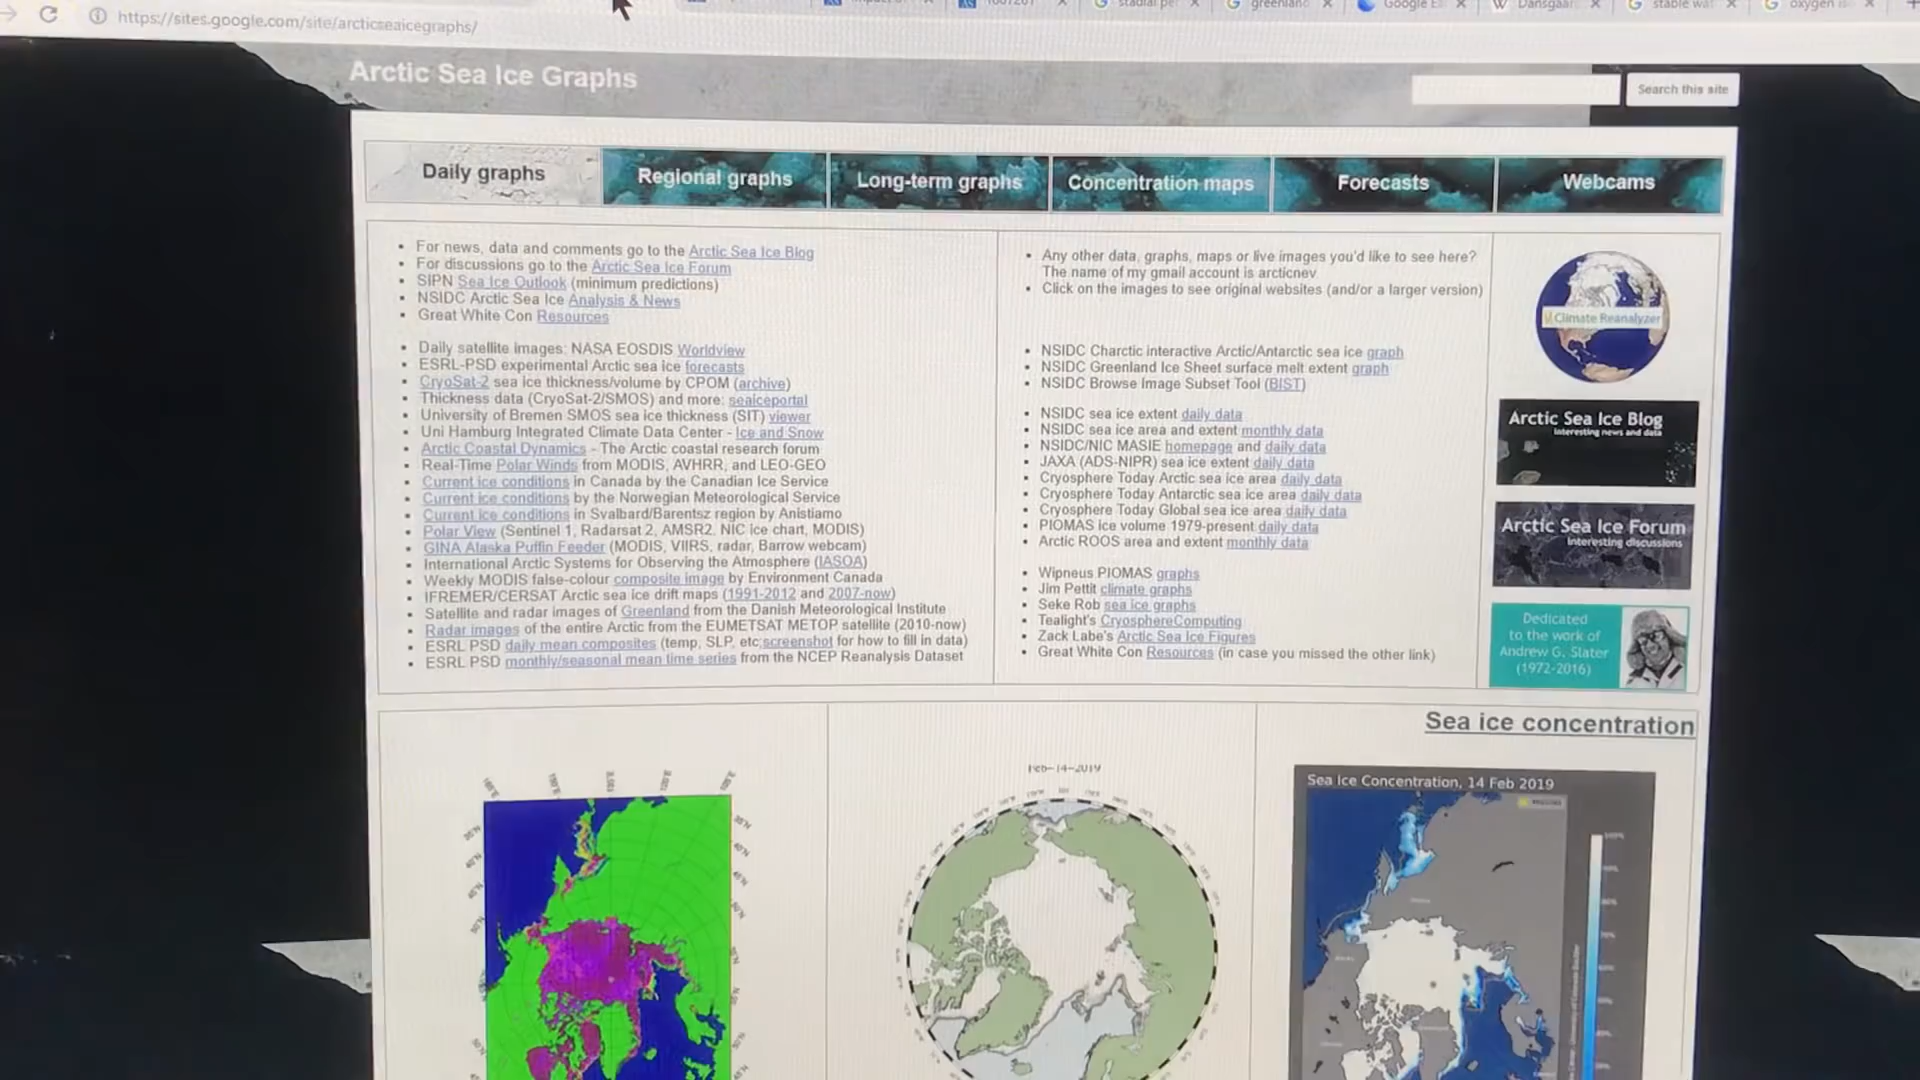 https://sites.google.com/site/arcticseaicegraphs/
greenland
Google E
Dansgaar
Arctic Sea Ice Graphs
Search this site
Daily graphs
Regional graphs
Long-term graphs
Concentration maps
Forecasts
Webcams
For news, data and comments go to the Arctic Sea Ice Blog
For discussions go to the Arctic Sea Ice Forum
SIPN Sea Ice Outlook (minimum predictions)
NSIDC Arctic Sea Ice Analysis & News
Great White Con Resources
Daily satellite images: NASA EOSDIS Worldview
ESRL-PSD experimental Arctic sea ice forecasts
CryoSat-2 sea ice thickness/volume by CPOM (archive)
Thickness data (CryoSat-2/SMOS) and more: seaiceportal
University of Bremen SMOS sea ice thickness (SIT) viewer
Uni Hamburg Integrated Climate Data Center - Ice and Snow
Arctic Coastal Dynamics - The Arctic coastal research forum
Real-Time Polar Winds from MODIS, AVHRR, and LEO-GEO
Current ice conditions in Canada by the Canadian Ice Service
Current ice conditions by the Norwegian Meteorological Service
Current ice conditions in Svalbard/Barentsz region by Anistiamo
Polar View (Sentinel 1, Radarsat 2, AMSR2, NIC ice chart, MODIS)
GINA Alaska Puffin Feeder (MODIS, VIIRS, radar, Barrow webcam)
International Arctic Systems for Observing the Atmosphere (IASOA)
Weekly MODIS false-colour composite image by Environment Canada
IFREMER/CERSAT Arctic sea ice drift maps (1991-2012 and 2007-now)
Satellite and radar images of Greenland from the Danish Meteorological Institute
Radar images of the entire Arctic from the EUMETSAT METOP satellite (2010-now)
ESRL PSD daily mean composites (temp, SLP, etc;screenshot for how to fill in data)
ESRL PSD monthly/seasonal mean time series from the NCEP Reanalysis Dataset
Any other data, graphs, maps or live images you'd like to see here?
The name of my gmail account is arcticnev
Click on the images to see original websites (and/or a larger version)
NSIDC Charctic interactive Arctic/Antarctic sea ice graph
NSIDC Greenland Ice Sheet surface melt extent graph
NSIDC Browse Image Subset Tool (BIST)
NSIDC sea ice extent daily data
NSIDC sea ice area and extent monthly data
NSIDC/NIC MASIE homepage and daily data
JAXA (ADS-NIPR) sea ice extent daily data
Cryosphere Today Arctic sea ice area daily data
Cryosphere Today Antarctic sea ice area daily data
Cryosphere Today Global sea ice area daily data
PIOMAS ice volume 1979-present daily data
Arctic ROOS area and extent monthly data
Wipneus PIOMAS graphs
Jim Pettit climate graphs
Seke Rob sea ice graphs
Tealight's CryosphereComputing
Zack Labe's Arctic Sea Ice Figures
Great White Con Resources (in case you missed the other link)
Climate Reanalyzer
Arctic Sea Ice Blog
Interesting news and data
Arctic Sea Ice Forum
Interesting discussions
Dedicated
to the work of
Andrew G. Slater
(1972-2016)
Sea ice concentration
Feb-14-2019
Sea Ice Concentration, 14 Feb 2019